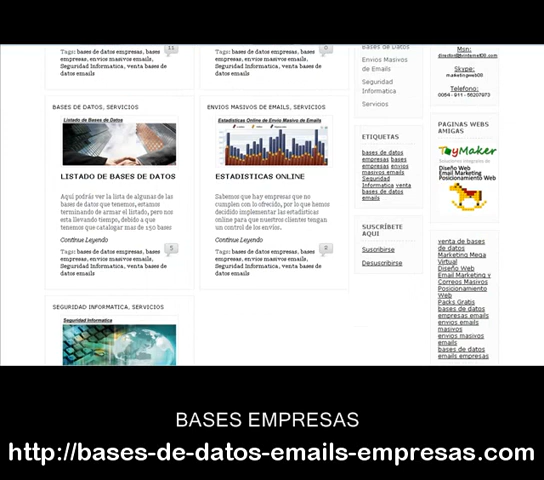 11
Tags: bases de datos empresas, bases
empresas, envios masivos emails,
Seguridad Informatica, venta bases de
datos emails
0
Tags: bases de datos empresas, bases
empresas, envios masivos emails,
Seguridad Informatica, venta bases de
datos emails
BASES DE DATOS, SERVICIOS
Listado de Bases de Datos
LISTADO DE BASES DE DATOS
Aquí podrás ver la lista de algunas de las
bases de datos que tenemos, estamos
terminando de armar el listado, pero nos
esta llevando tiempo, debido a que
tenemos que catalogar mas de 150 bases
Continue Leyendo
5
Tags: bases de datos empresas, bases
empresas, envios masivos emails,
Seguridad Informatica, venta bases de
datos emails
ENVIOS MASIVOS DE EMAILS, SERVICIOS
Estadisticas Online de Envio Masivo de Emails
ESTADISTICAS ONLINE
Sabemos que hay empresas que no
cumplen con lo ofrecido, por lo que hemos
decidido implementar las estadisticas
online para que nuestros clientes tengan
un control de los envíos.
Continue Leyendo
2
Tags: bases de datos empresas, bases
empresas, envios masivos emails,
Seguridad Informatica, venta bases de
datos emails
SEGURIDAD INFORMATICA, SERVICIOS
Seguridad Informatica
Bases de Datos
Envios Masivos
de Emails
Seguridad
Informatica
Servicios
ETIQUETAS
bases de datos
empresas bases
empresas envios
masivos emails
Seguridad
Informatica venta
bases de datos
emails
SUSCRÍBETE
AQUI
Suscribirse
Desuscribirse
Msn:
Skype:
marketingweb08
Telefono:
0054 - 911 - 56207973
PAGINAS WEBS
AMIGAS
ToyMaker
Diseño Web
Email Marketing
Posicionamiento Web
venta de bases
de datos
Marketing Mega
Virtual
Diseño Web
Email Marketing y
Correos Masivos
Posicionamiento
Web
Packs Gratis
bases de datos
empresas emails
envios emails
masivos
envios masivos
emails
bases de datos
emails empresas
BASES EMPRESAS
http://bases-de-datos-emails-empresas.com